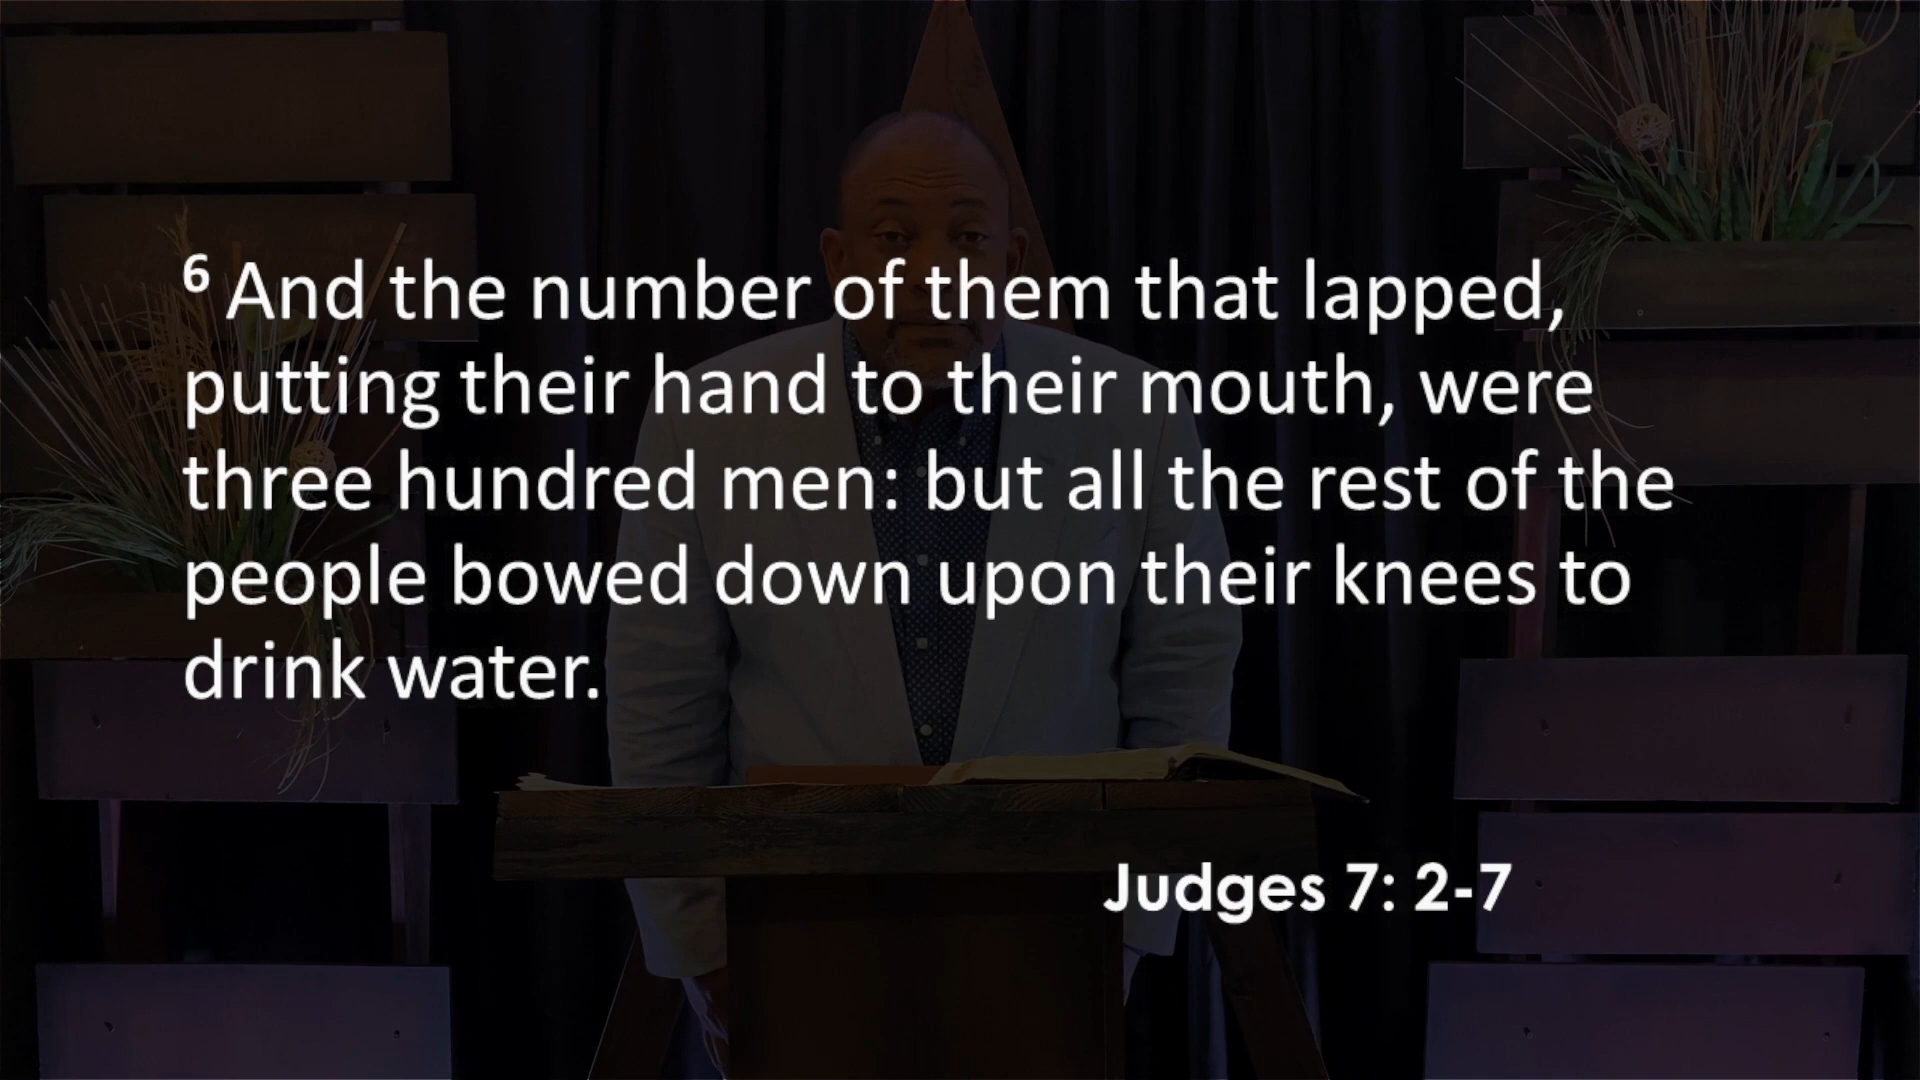 6 And the number of them that lapped,
putting their hand to their mouth, were
three hundred men: but all the rest of the
people bowed down upon their knees to
drink water.
Judges 7: 2-7